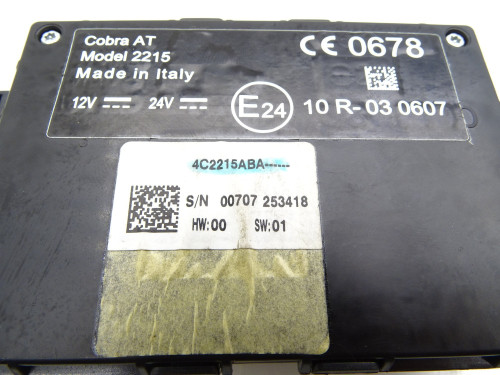 Cobra AT
Model 2215
Made in Italy
CE 0678
12V 24V E24 10 R-03 0607
4C2215ABA------
S/N 00707 253418
HW:00 SW:01